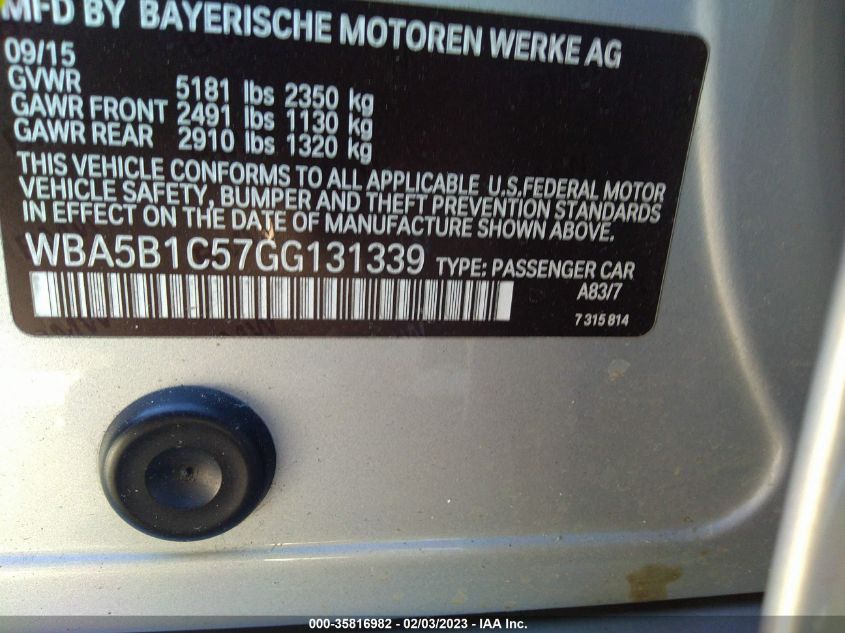 MFD BY BAYERISCHE MOTOREN WERKE AG
09/15
GVWR 5181 lbs 2350 kg
GAWR FRONT 2491 lbs 1130 kg
GAWR REAR 2910 lbs 1320 kg
THIS VEHICLE CONFORMS TO ALL APPLICABLE U.S.FEDERAL MOTOR
VEHICLE SAFETY, BUMPER AND THEFT PREVENTION STANDARDS
IN EFFECT ON THE DATE OF MANUFACTURE SHOWN ABOVE.
WBA5B1C57GG131339 TYPE: PASSENGER CAR
A83/7
7 315 814
000-35816982 - 02/03/2023 - IAA Inc.